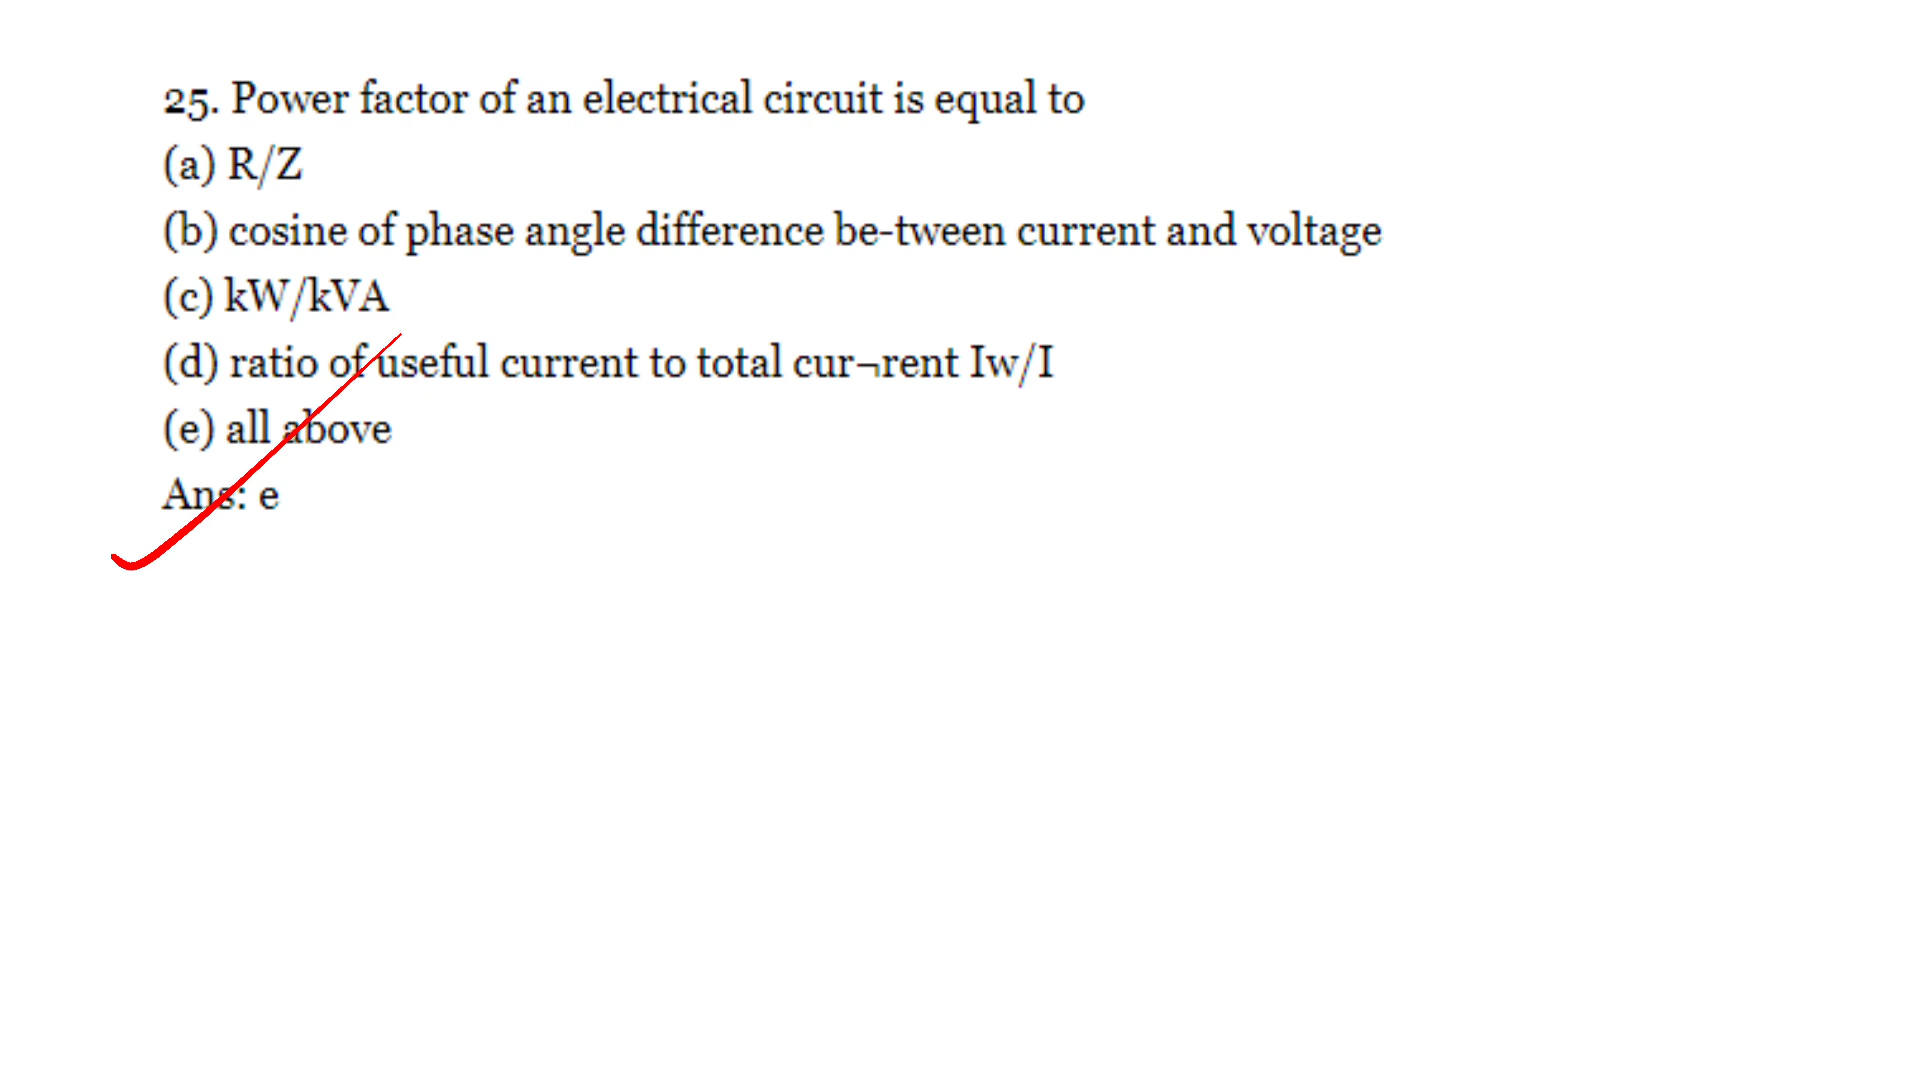 25. Power factor of an electrical circuit is equal to
(a) R/Z
(b) cosine of phase angle difference be-tween current and voltage
(c) kW/kVA
(d) ratio of useful current to total cur¬rent Iw/I
(e) all above
Ans: e